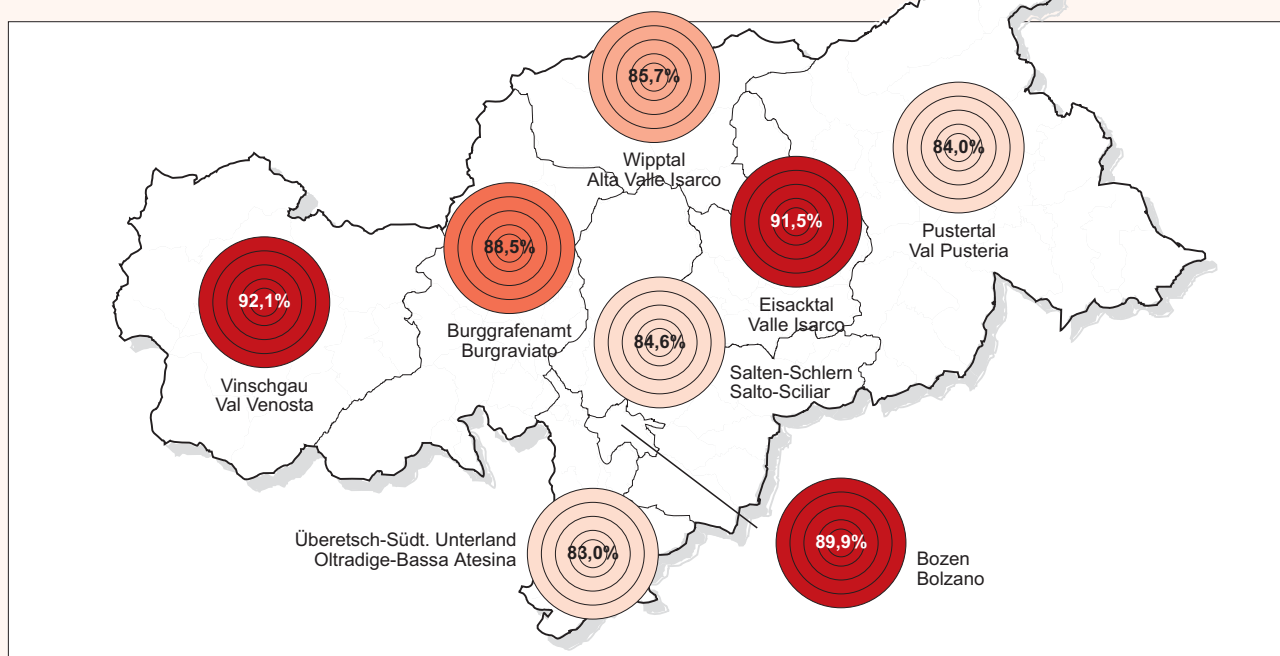 85,7%
Wipptal
Alta Valle Isarco
84,0%
Pustertal
Val Pusteria
91,5%
Eisacktal
Valle Isarco
88,5%
Burggrafenamt
Burgraviato
92,1%
Vinschgau
Val Venosta
84,6%
Salten-Schlern
Salto-Sciliar
Überetsch-Südt. Unterland
Oltradige-Bassa Atesina
83,0%
89,9%
Bozen
Bolzano